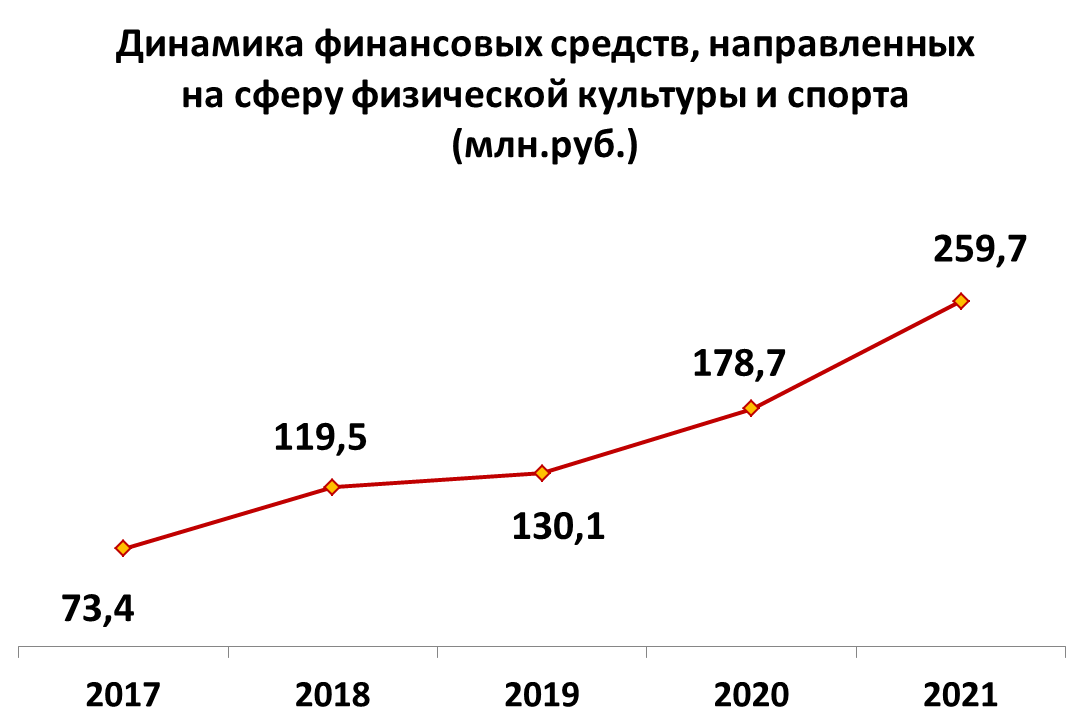 Динамика финансовых средств, направленных
на сферу физической культуры и спорта
(млн.руб.)
259,7
178,7
119,5
130,1
73,4
2017 2018 2019 2020 2021